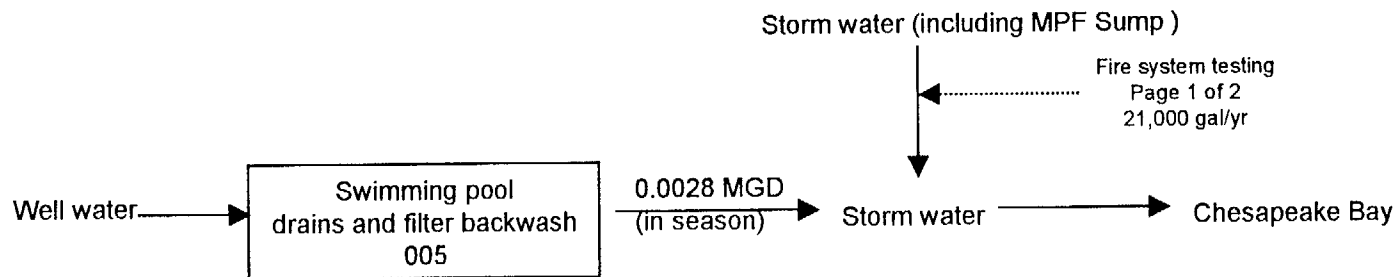 Storm water (including MPF Sump )
Fire system testing
Page 1 of 2
21,000 gal/yr
Well water
Swimming pool
drains and filter backwash
005
0.0028 MGD
(in season)
Storm water
Chesapeake Bay